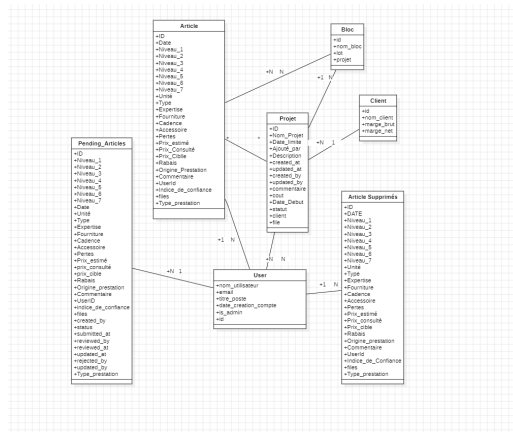 Article
+ID
+Date
+Niveau_1
+Niveau_2
+Niveau_3
+Niveau_4
+Niveau_5
+Niveau_6
+Niveau_7
+Unité
+Type
+Expertise
+Fourniture
+Cadence
+Accessoire
+Pertes
+Prix_estimé
+Prix_Consulté
+Prix_Cible
+Rabais
+Origine_Prestation
+Commentaire
+UserId
+Indice_de_confiance
+files
+Type_prestation
Bloc
+id
+nom_bloc
+lot
+projet
Client
+id
+nom_client
+marge_brut
+marge_net
Projet
+ID
+Nom_Projet
+Date_limite
+Ajouté_par
+Description
+created_at
+updated_at
+created_by
+updated_by
+commentaire
+cout
+Date_Debut
+statut
+client
+file
Pending_Articles
+ID
+Niveau_1
+Niveau_2
+Niveau_3
+Niveau_4
+Niveau_5
+Niveau_6
+Niveau_7
+Date
+Unité
+Type
+Expertise
+Fourniture
+Cadence
+Accessoire
+Pertes
+Prix_estimé
+prix_consulté
+prix_cible
+Rabais
+Origine_prestation
+Commentaire
+UserID
+indice_de_confiance
+files
+created_by
+status
+submitted_at
+reviewed_by
+reviewed_at
+updated_at
+rejected_by
+updated_by
+Type_prestation
Article Supprimés
+ID
+DATE
+Niveau_1
+Niveau_2
+Niveau_3
+Niveau_4
+Niveau_5
+Niveau_6
+Niveau_7
+Unité
+Type
+Expertise
+Fourniture
+Cadence
+Accessoire
+Pertes
+Prix_estimé
+Prix_consulté
+Prix_cible
+Rabais
+Origine_prestation
+Commentaire
+UserId
+Indice_de_Confiance
+files
+Type_prestation
User
+nom_utilisateur
+email
+titre_poste
+date_creation_compte
+is_admin
+id
+N N
+1 N
+N 1
* *
+1 N
+N N
+N 1
+1 N